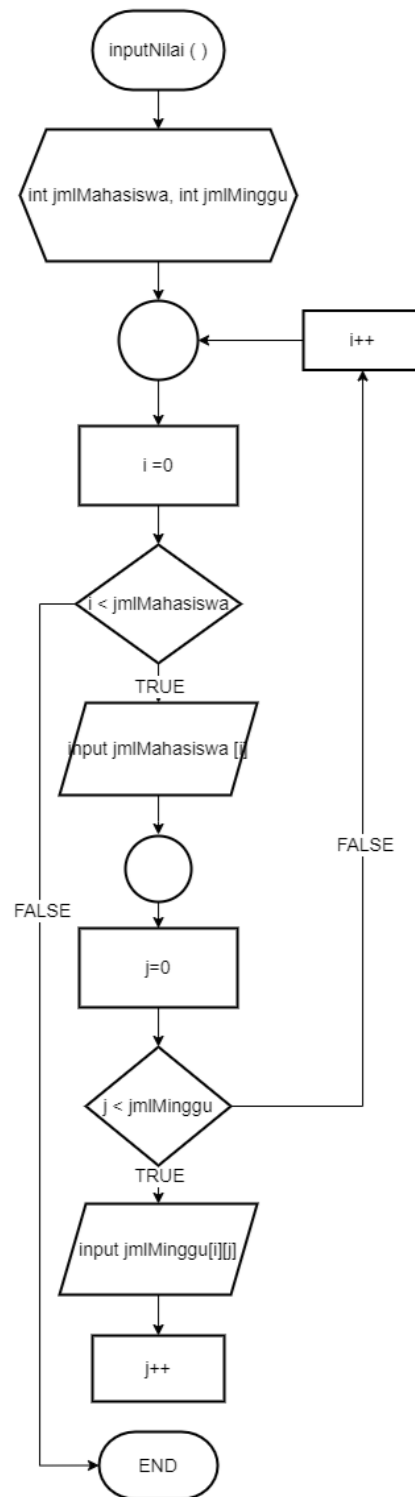 inputNilai ( )
int jmlMahasiswa, int jmlMinggu
i++
i =0
i < jmlMahasiswa
TRUE
input jmlMahasiswa [i]
FALSE
FALSE
j=0
j < jmlMinggu
TRUE
input jmlMinggu[i][j]
j++
END